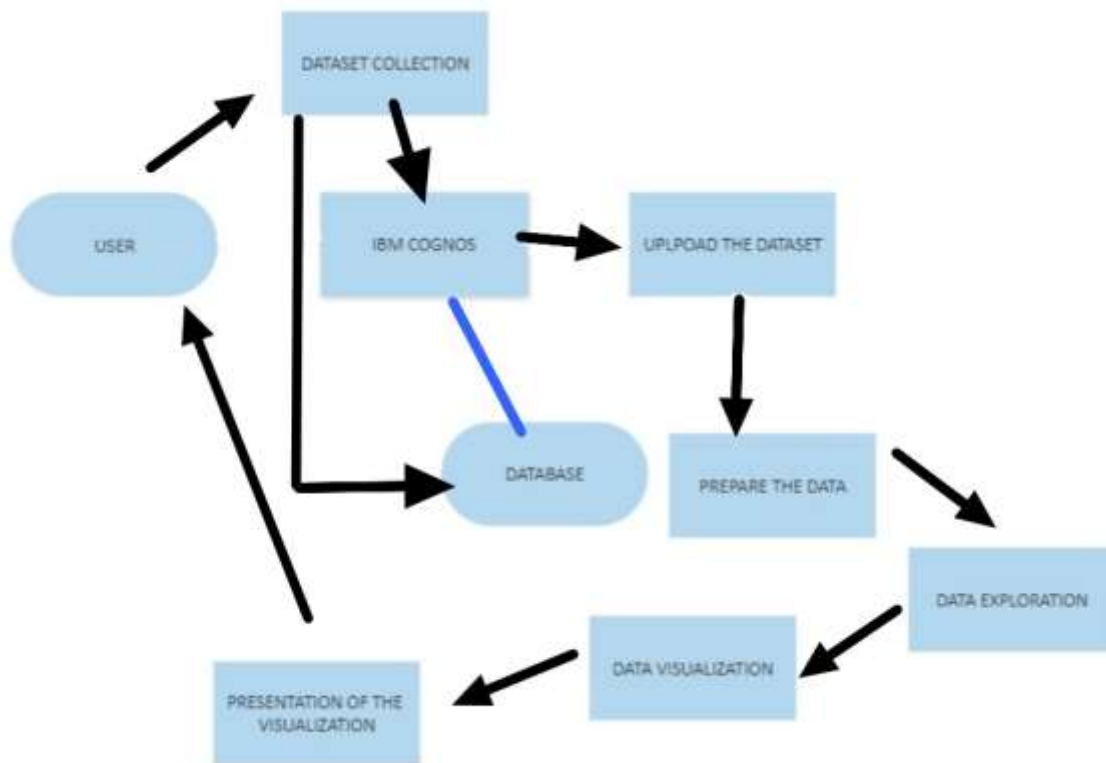 DATASET COLLECTION
USER
IBM COGNOS
UPLPOAD THE DATASET
DATABASE
PREPARE THE DATA
DATA EXPLORATION
DATA VISUALIZATION
PRESENTATION OF THE
VISUALIZATION